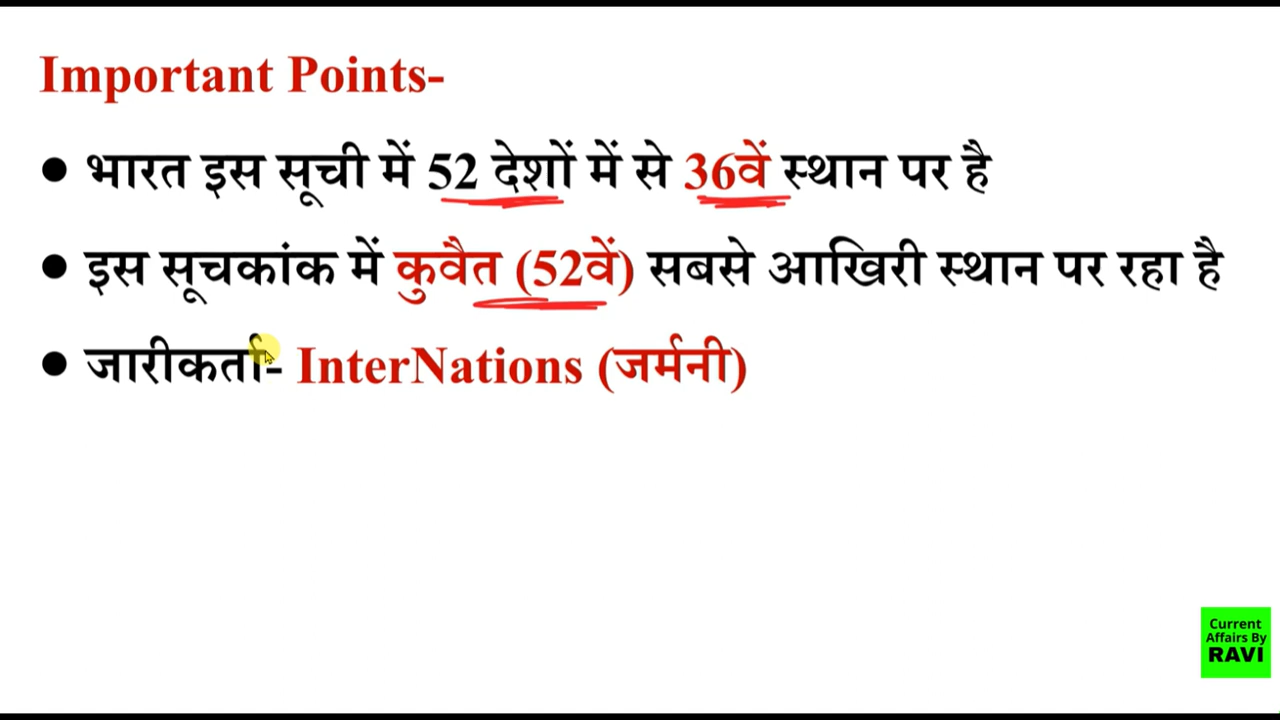 Important Points-
● भारत इस सूची में 52 देशों में से 36वें स्थान पर है
● इस सूचकांक में कुवैत (52वें) सबसे आखिरी स्थान पर रहा है
● जारीकर्ता- InterNations (जर्मनी)
Current
Affairs By
RAVI